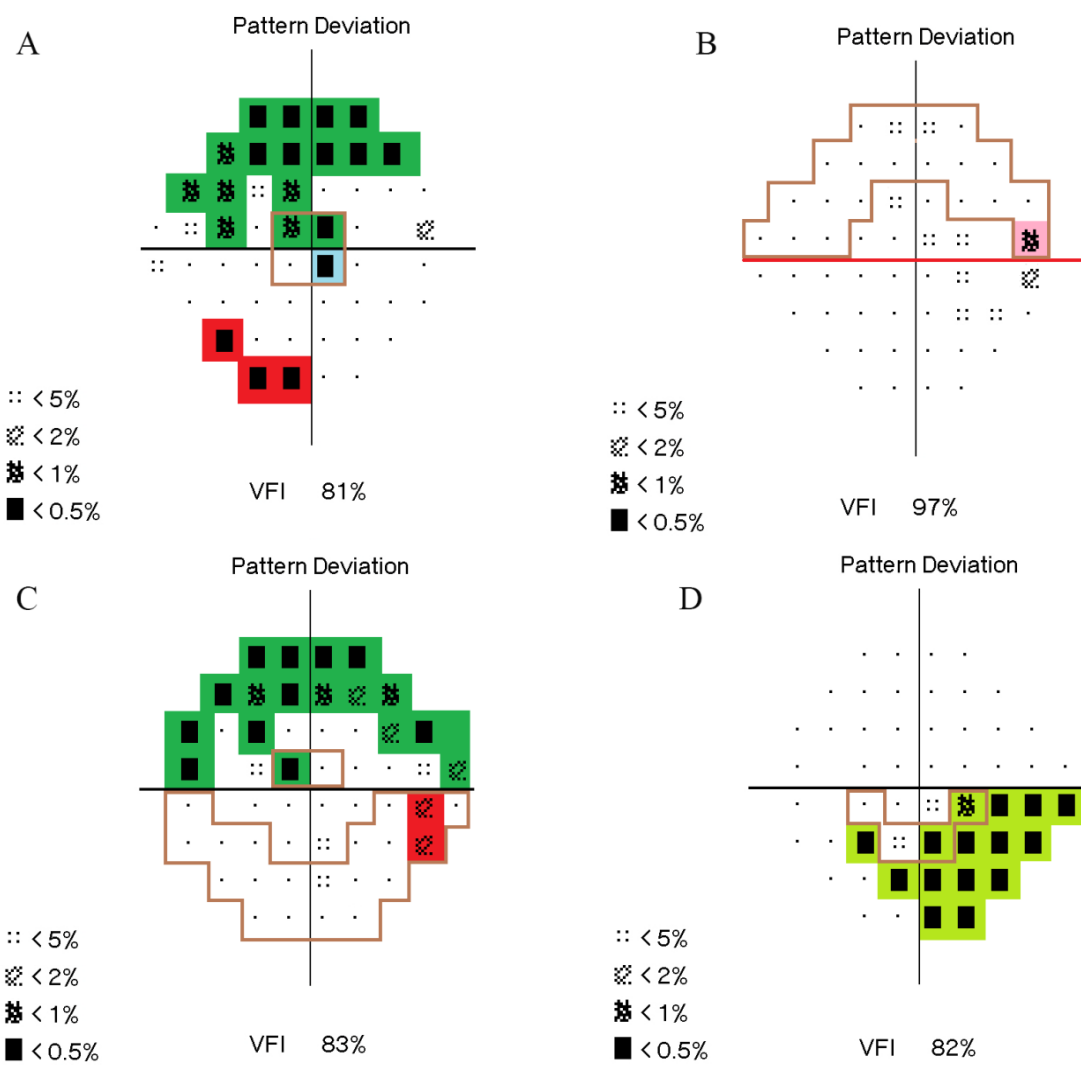 A
Pattern Deviation
< 5%
< 2%
< 1%
< 0.5%
VFI 81%
B
Pattern Deviation
< 5%
< 2%
< 1%
< 0.5%
VFI 97%
C
Pattern Deviation
< 5%
< 2%
< 1%
< 0.5%
VFI 83%
D
Pattern Deviation
< 5%
< 2%
< 1%
< 0.5%
VFI 82%